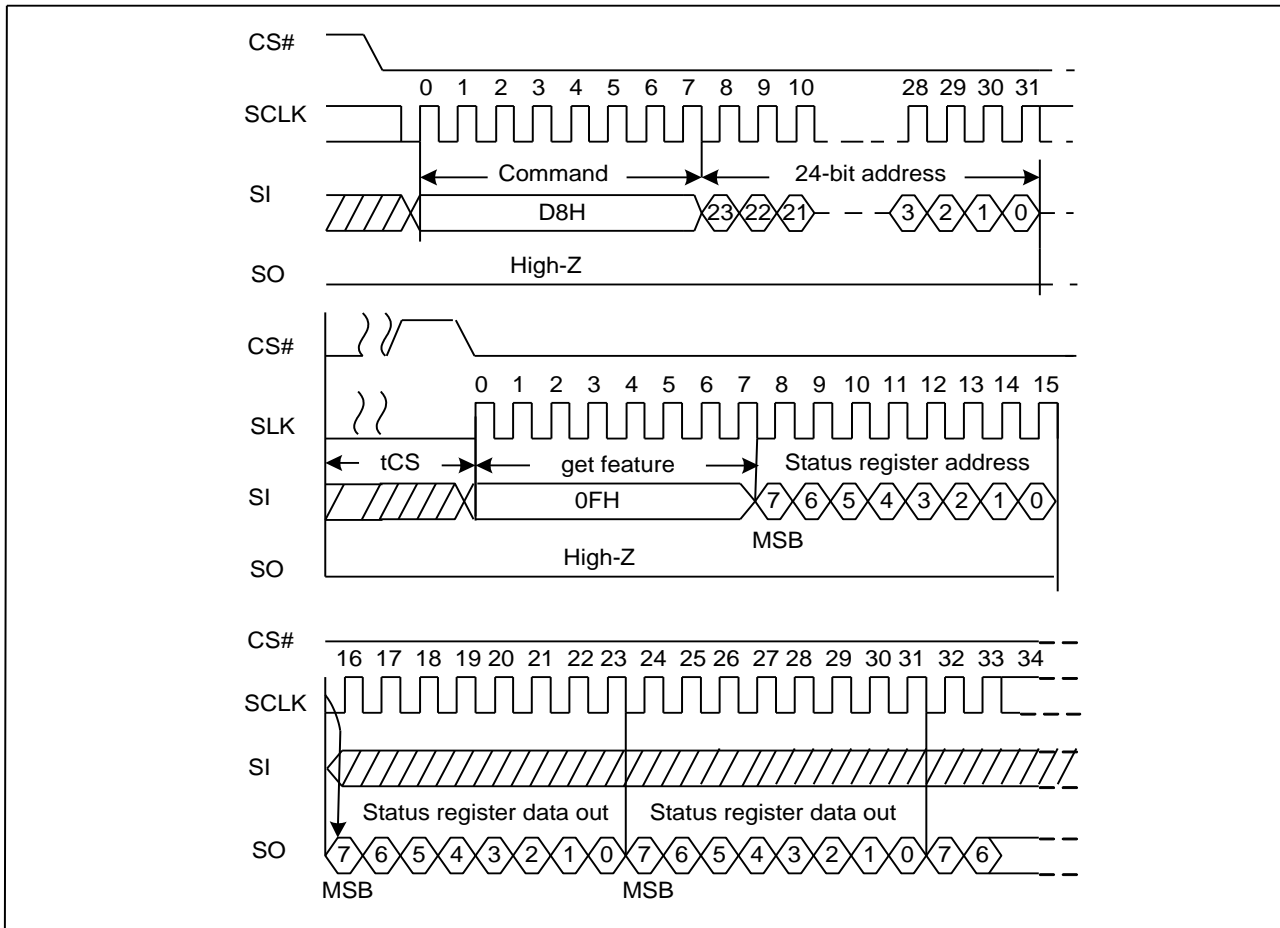 CS#
0 1 2 3 4 5 6 7 8 9 10 28 29 30 31
SCLK
Command 24-bit address
SI
D8H 23 22 21 3 2 1 0
High-Z
SO
CS#
0 1 2 3 4 5 6 7 8 9 10 11 12 13 14 15
SLK
tCS get feature Status register address
SI
0FH 7 6 5 4 3 2 1 0
MSB
High-Z
SO
CS#
16 17 18 19 20 21 22 23 24 25 26 27 28 29 30 31 32 33 34
SCLK
SI
Status register data out Status register data out
SO 7 6 5 4 3 2 1 0 7 6 5 4 3 2 1 0 7 6
MSB MSB